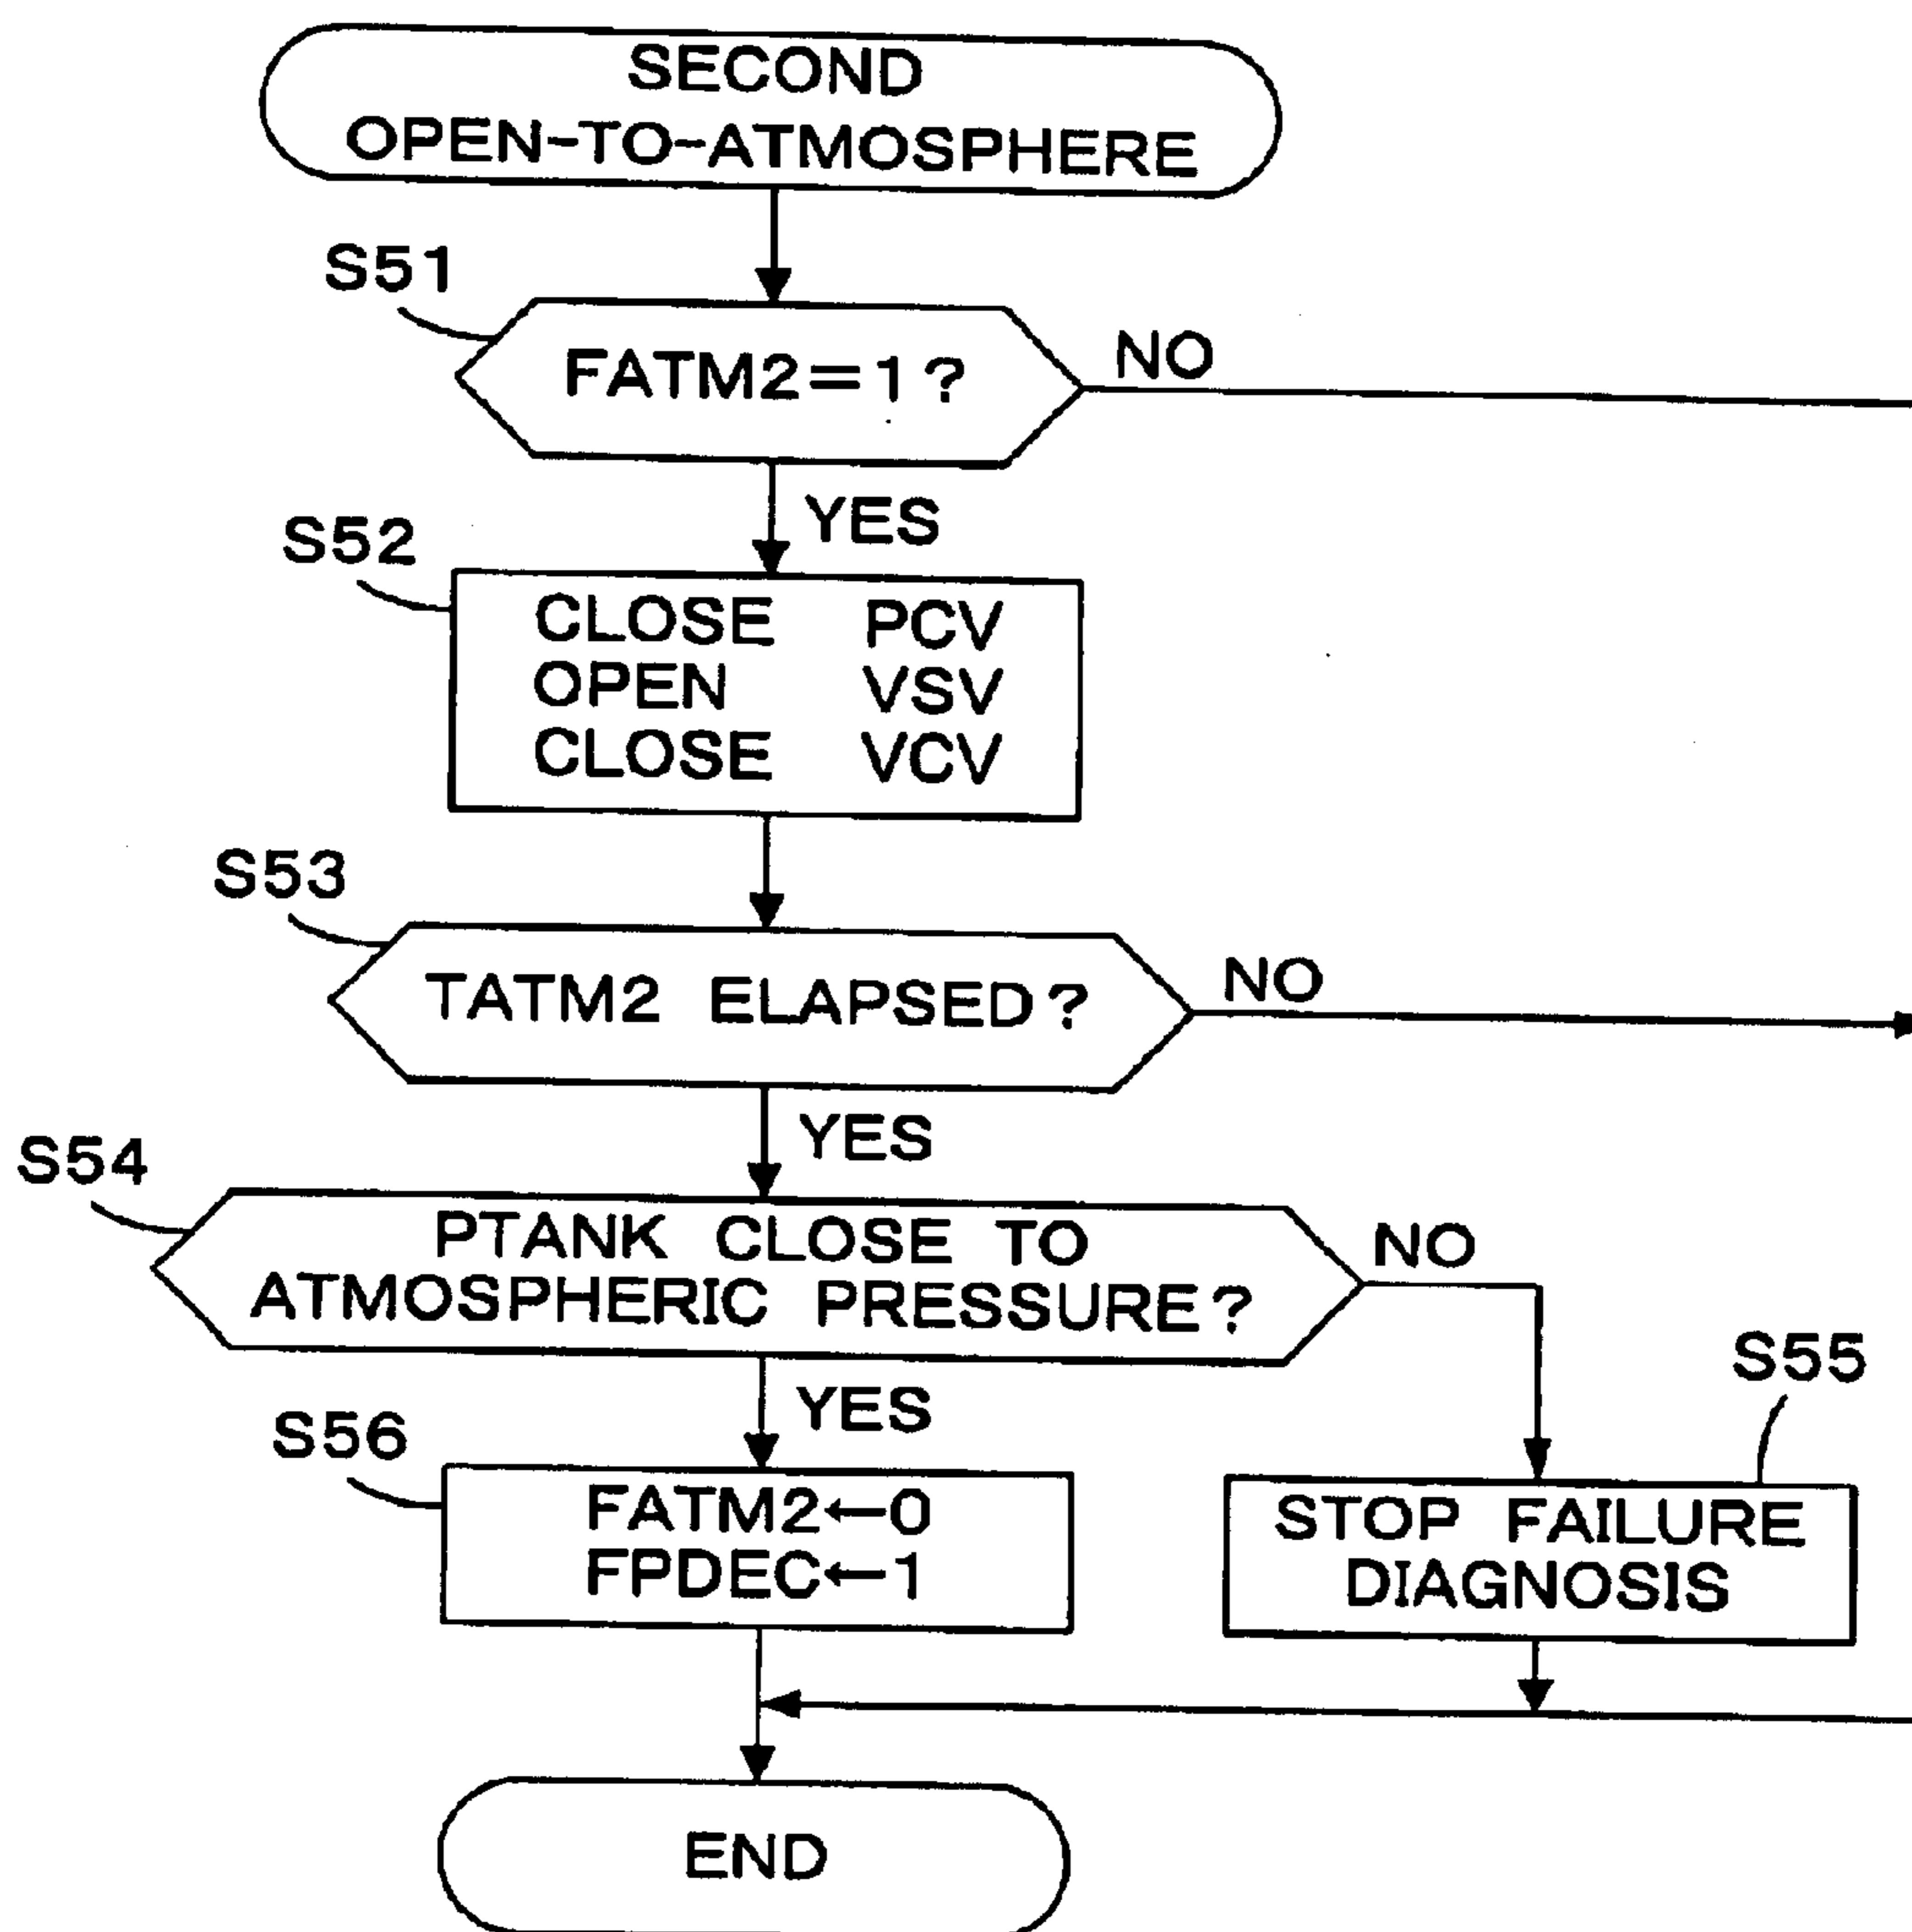 SECOND
OPEN-TO-ATMOSPHERE
S51
FATM2=1?
NO
YES
S52
CLOSE PCV
OPEN VSV
CLOSE VCV
S53
TATM2 ELAPSED?
NO
YES
S54
PTANK CLOSE TO
ATMOSPHERIC PRESSURE?
NO
YES
S55
S56
FATM2←0
FPDEC←1
STOP FAILURE
DIAGNOSIS
END